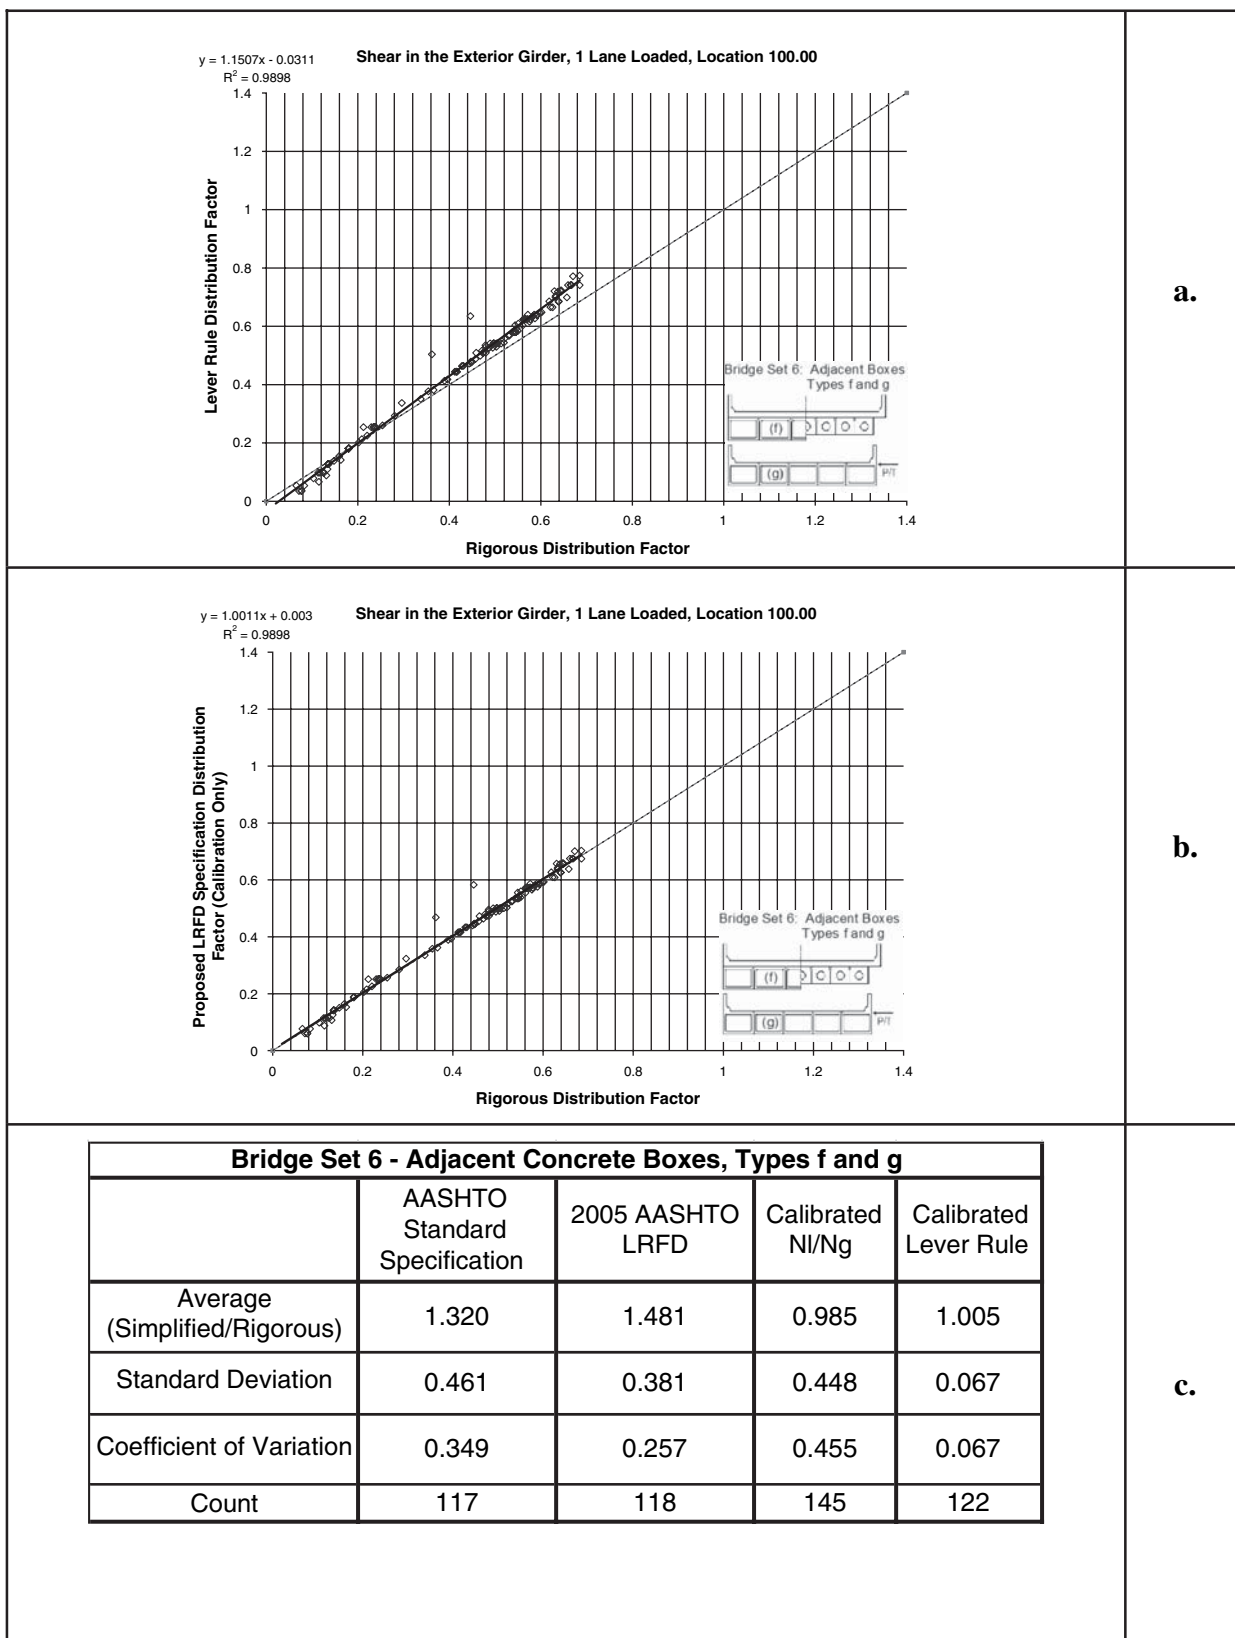 y = 1.1507x - 0.0311
R² = 0.9898
Shear in the Exterior Girder, 1 Lane Loaded, Location 100.00
Lever Rule Distribution Factor
1.4
1.2
1
0.8
0.6
0.4
0.2
0
0 0.2 0.4 0.6 0.8 1 1.2 1.4
Rigorous Distribution Factor
Bridge Set 6: Adjacent Boxes
Types f and g
(f)
(g)
P/T
a.
y = 1.0011x + 0.003
R² = 0.9898
Shear in the Exterior Girder, 1 Lane Loaded, Location 100.00
Proposed LRFD Specification Distribution
Factor (Calibration Only)
1.4
1.2
1
0.8
0.6
0.4
0.2
0
0 0.2 0.4 0.6 0.8 1 1.2 1.4
Rigorous Distribution Factor
Bridge Set 6: Adjacent Boxes
Types f and g
(f)
(g)
P/T
b.
Bridge Set 6 - Adjacent Concrete Boxes, Types f and g
AASHTO Standard Specification 2005 AASHTO LRFD Calibrated Nl/Ng Calibrated Lever Rule
Average (Simplified/Rigorous) 1.320 1.481 0.985 1.005
Standard Deviation 0.461 0.381 0.448 0.067
Coefficient of Variation 0.349 0.257 0.455 0.067
Count 117 118 145 122
c.